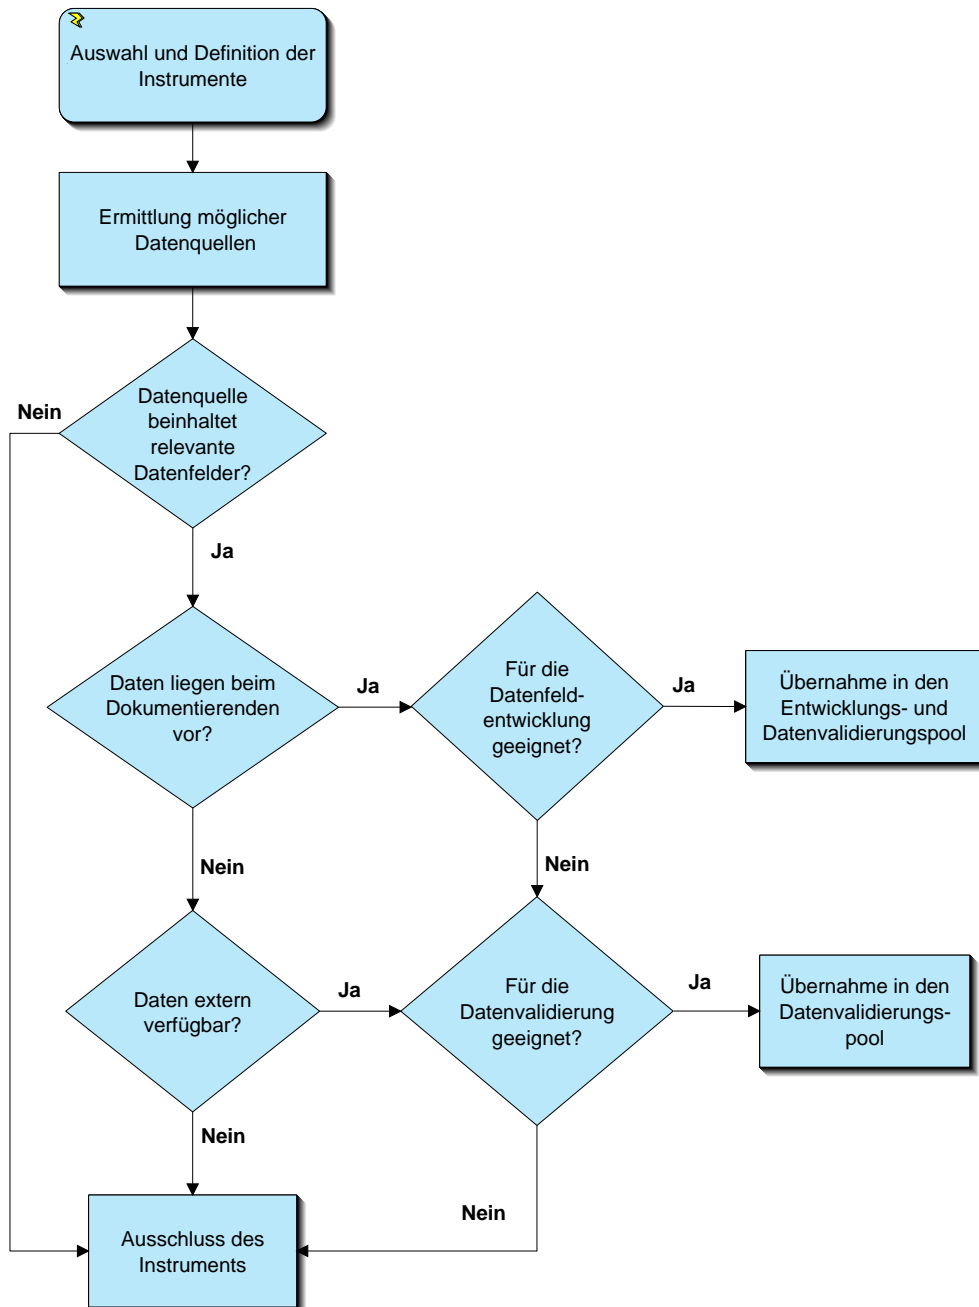 Auswahl und Definition der
Instrumente
Ermittlung möglicher
Datenquellen
Datenquelle
beinhaltet
relevante
Datenfelder?
Nein
Ja
Daten liegen beim
Dokumentierenden
vor?
Ja
Für die
Datenfeld-
entwicklung
geeignet?
Ja
Übernahme in den
Entwicklungs- und
Datenvalidierungspool
Nein
Nein
Daten extern
verfügbar?
Ja
Für die
Datenvalidierung
geeignet?
Ja
Übernahme in den
Datenvalidierungs-
pool
Nein
Nein
Ausschluss des
Instruments